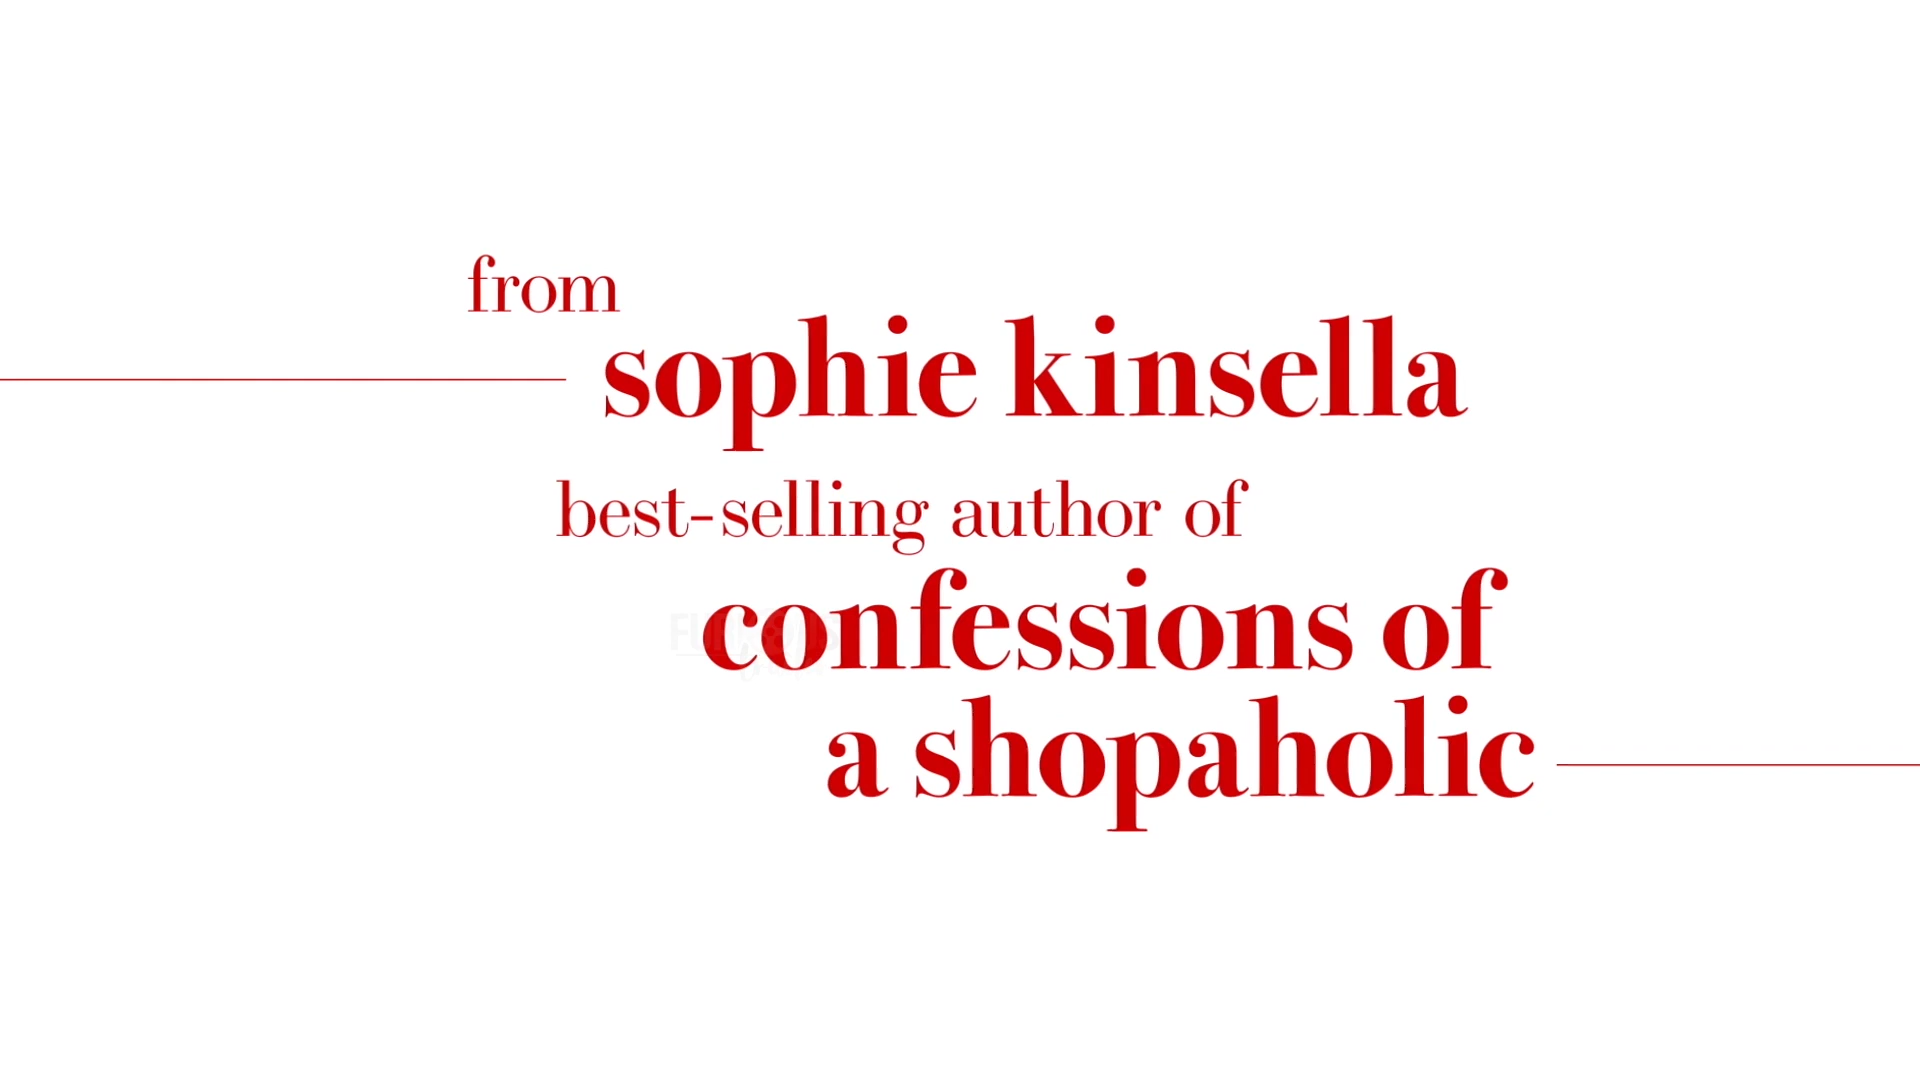 from
sophie kinsella
best-selling author of
confessions of
a shopaholic